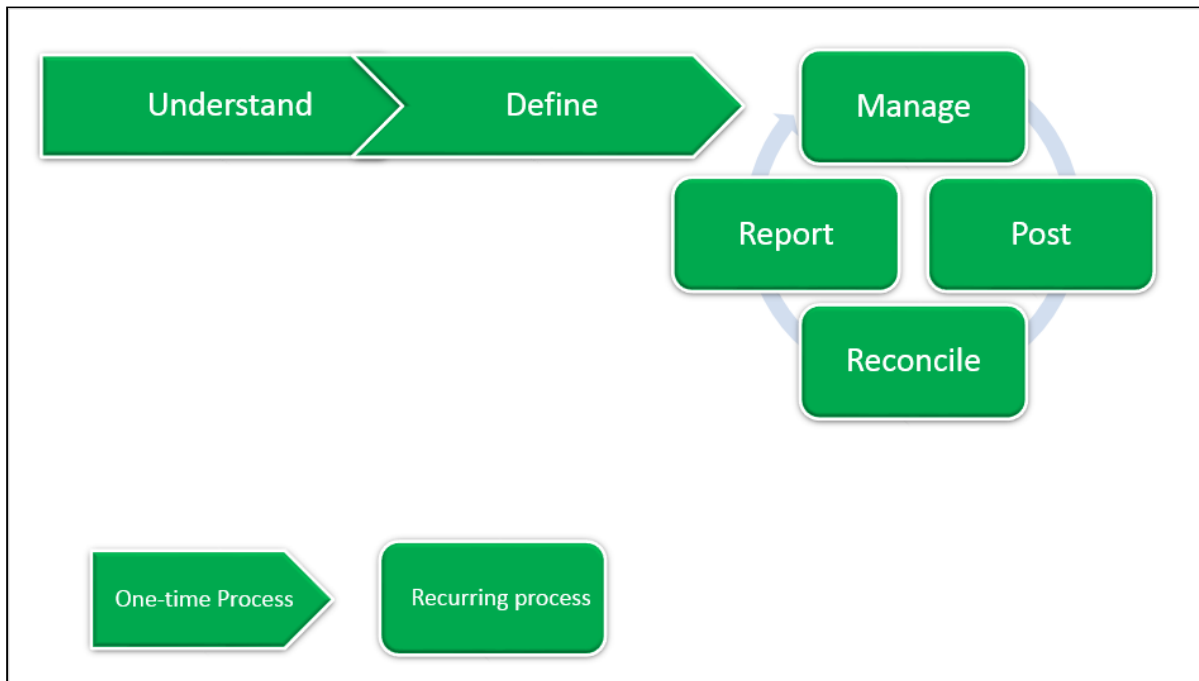 Understand
Define
Manage
Report
Post
Reconcile
One-time Process
Recurring process